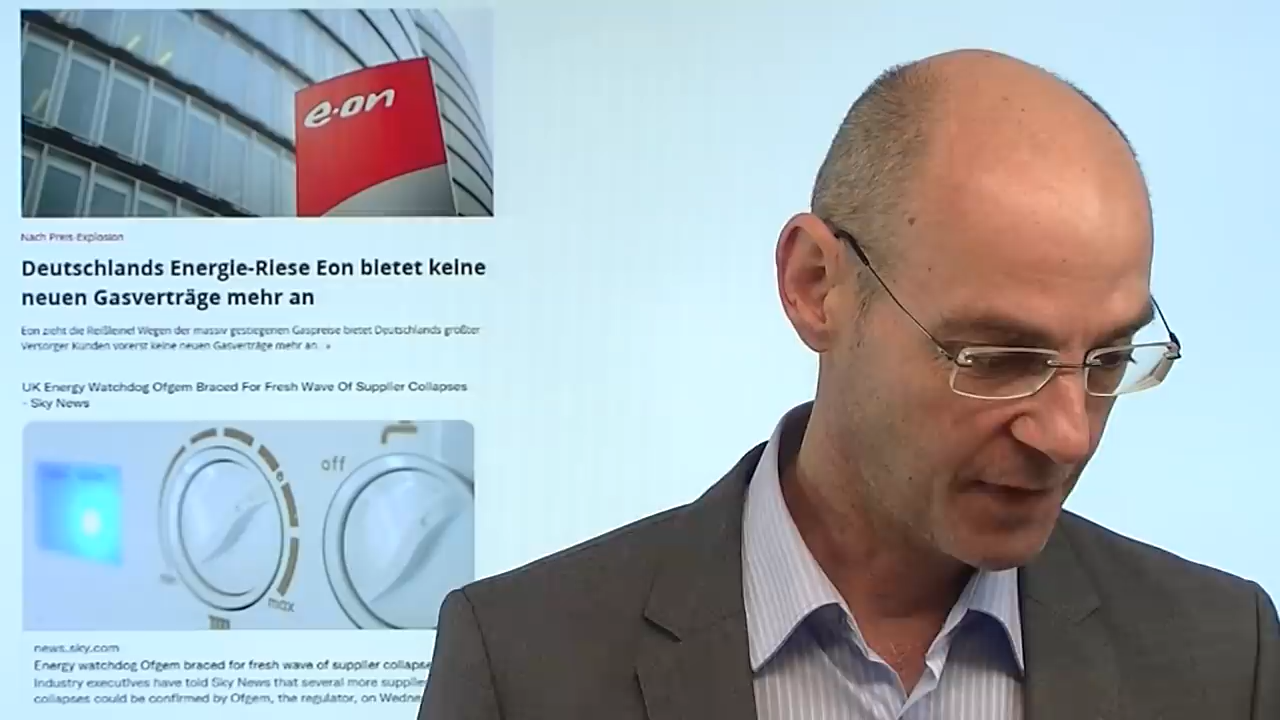 e·on
Nach Preis-Explosion
Deutschlands Energie-Riese Eon bietet keine
neuen Gasverträge mehr an
Eon zieht die Reißleine! Wegen der massiv gestiegenen Gaspreise bietet Deutschlands größter
Versorger Kunden vorerst keine neuen Gasverträge mehr an. »
UK Energy Watchdog Ofgem Braced For Fresh Wave Of Supplier Collapses
- Sky News
off
max
news.sky.com
Energy watchdog Ofgem braced for fresh wave of supplier collapse
Industry executives have told Sky News that several more supplie
collapses could be confirmed by Ofgem, the regulator, on Wedne